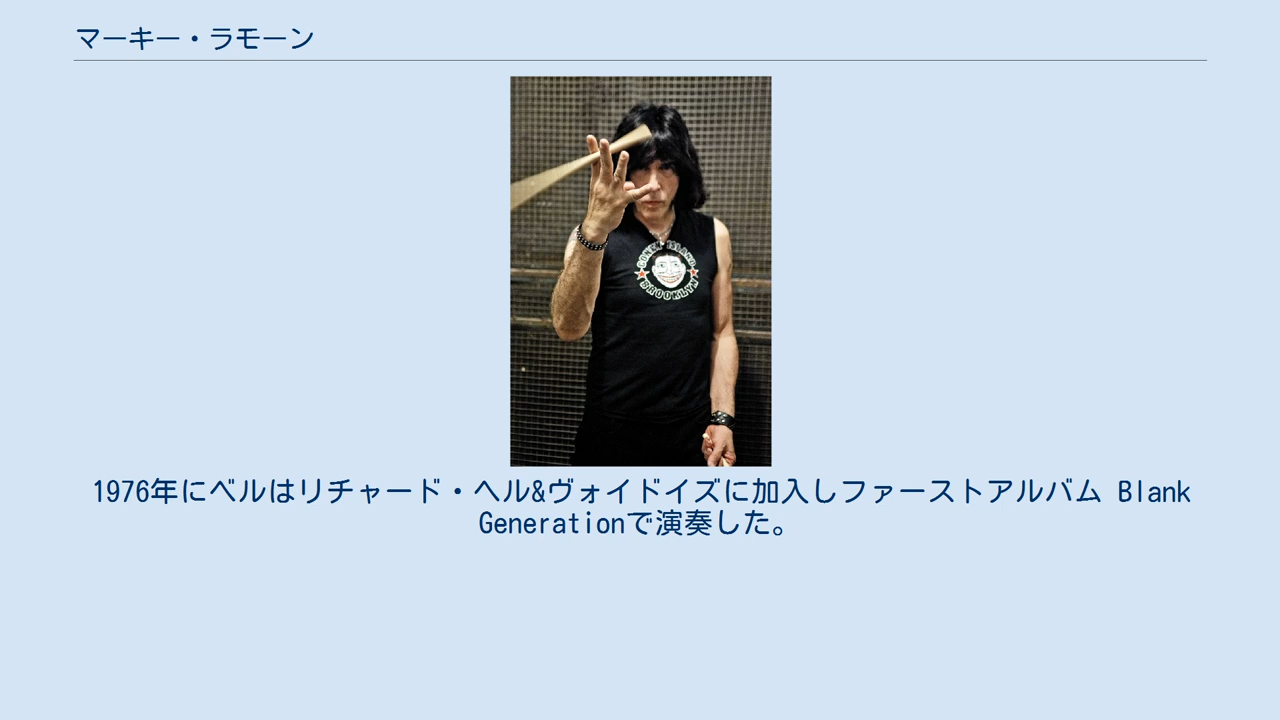 マーキー・ラモーン
CONEY ISLAND
BROOKLYN
1976年にベルはリチャード・ヘル&ヴォイドイズに加入しファーストアルバム Blank
Generationで演奏した。